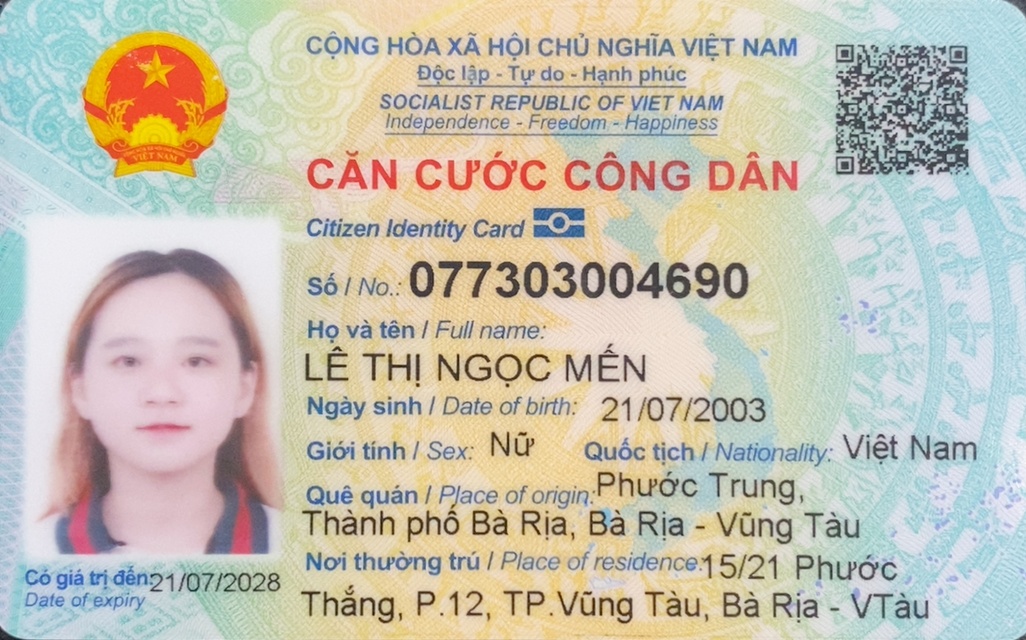 CỘNG HÒA XÃ HỘI CHỦ NGHĨA VIỆT NAM
Độc lập - Tự do - Hạnh phúc
SOCIALIST REPUBLIC OF VIET NAM
Independence - Freedom - Happiness
CĂN CƯỚC CÔNG DÂN
Citizen Identity Card
Số / No.: 077303004690
Họ và tên / Full name:
LÊ THỊ NGỌC MẾN
Ngày sinh / Date of birth: 21/07/2003
Giới tính / Sex: Nữ Quốc tịch / Nationality: Việt Nam
Quê quán / Place of origin: Phước Trung,
Thành phố Bà Rịa, Bà Rịa - Vũng Tàu
Nơi thường trú / Place of residence: 15/21 Phước
Thắng, P.12, TP.Vũng Tàu, Bà Rịa - VTàu
Có giá trị đến: 21/07/2028
Date of expiry
VIỆT NAM